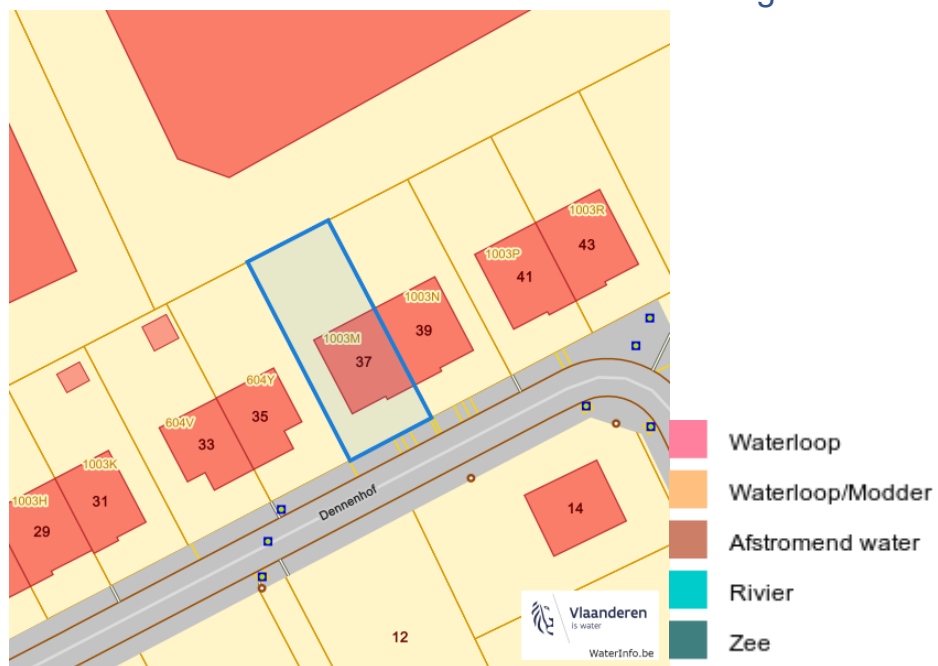 g
1003R
43
1003P
41
1003N
39
1003M
37
604Y
35
604V
33
1003K
31
1003H
29
Dennenhof
14
12
Vlaanderen
is water
WaterInfo.be
Waterloop
Waterloop/Modder
Afstromend water
Rivier
Zee